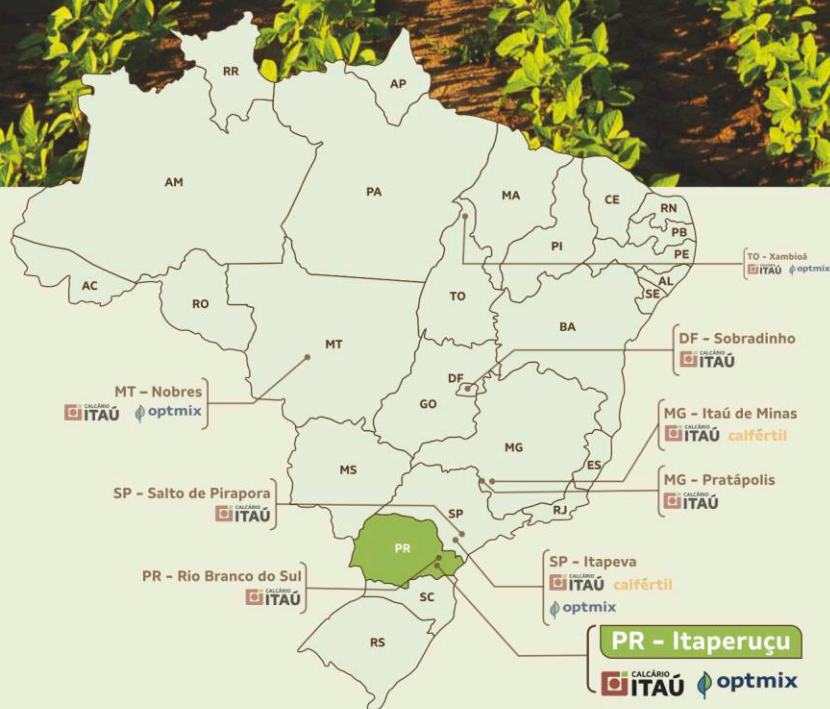 RR
AP
AM
PA
MA
CE
RN
PB
PI
PE
TO – Xambioá
CALCÁRIO
ITAÚ optmix
AC
AL
SE
RO
TO
BA
MT
DF – Sobradinho
CALCÁRIO
ITAÚ
DF
MT – Nobres
CALCÁRIO
ITAÚ optmix
GO
MG – Itaú de Minas
CALCÁRIO
ITAÚ calfértil
MG
ES
MS
MG – Pratápolis
CALCÁRIO
ITAÚ
SP – Salto de Pirapora
CALCÁRIO
ITAÚ
SP
RJ
PR
SP – Itapeva
CALCÁRIO
ITAÚ calfértil
optmix
PR – Rio Branco do Sul
CALCÁRIO
ITAÚ
SC
RS
PR – Itaperuçu
CALCÁRIO
ITAÚ optmix